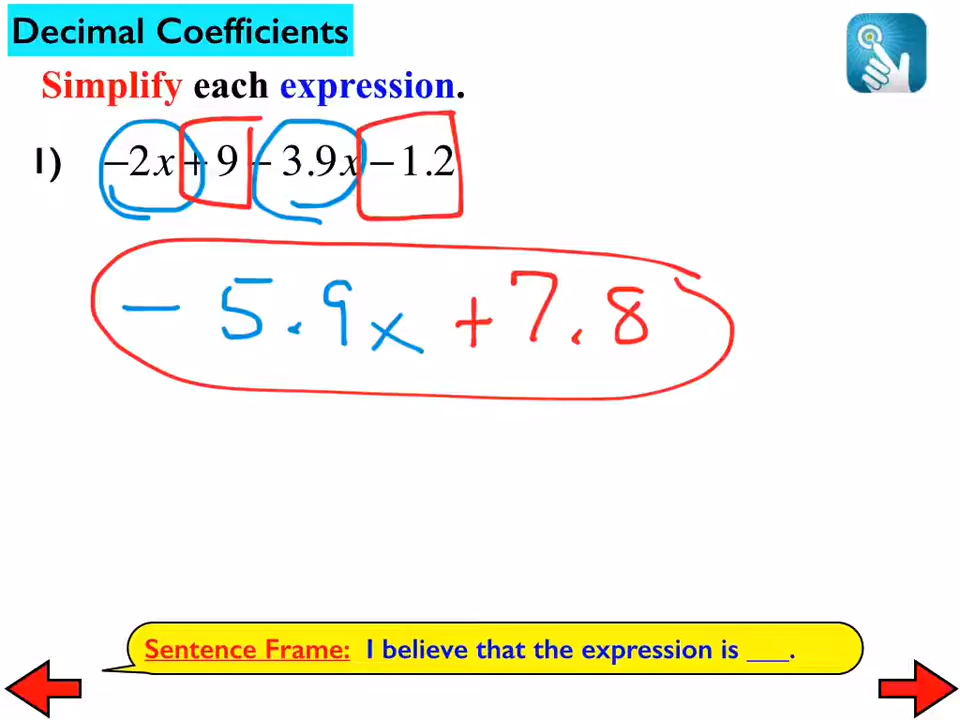 Decimal Coefficients
Simplify each expression.
1) −2x + 9 − 3.9x − 1.2
− 5.9x + 7.8
Sentence Frame: I believe that the expression is ___.